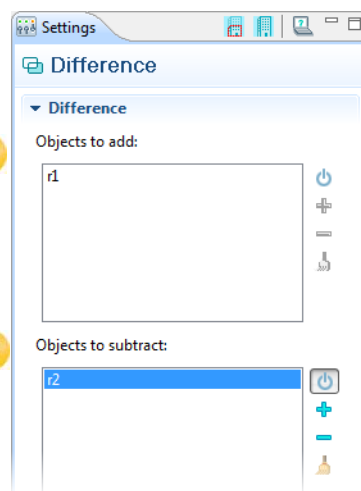 Settings
Difference
Difference
Objects to add:
r1
Objects to subtract:
r2